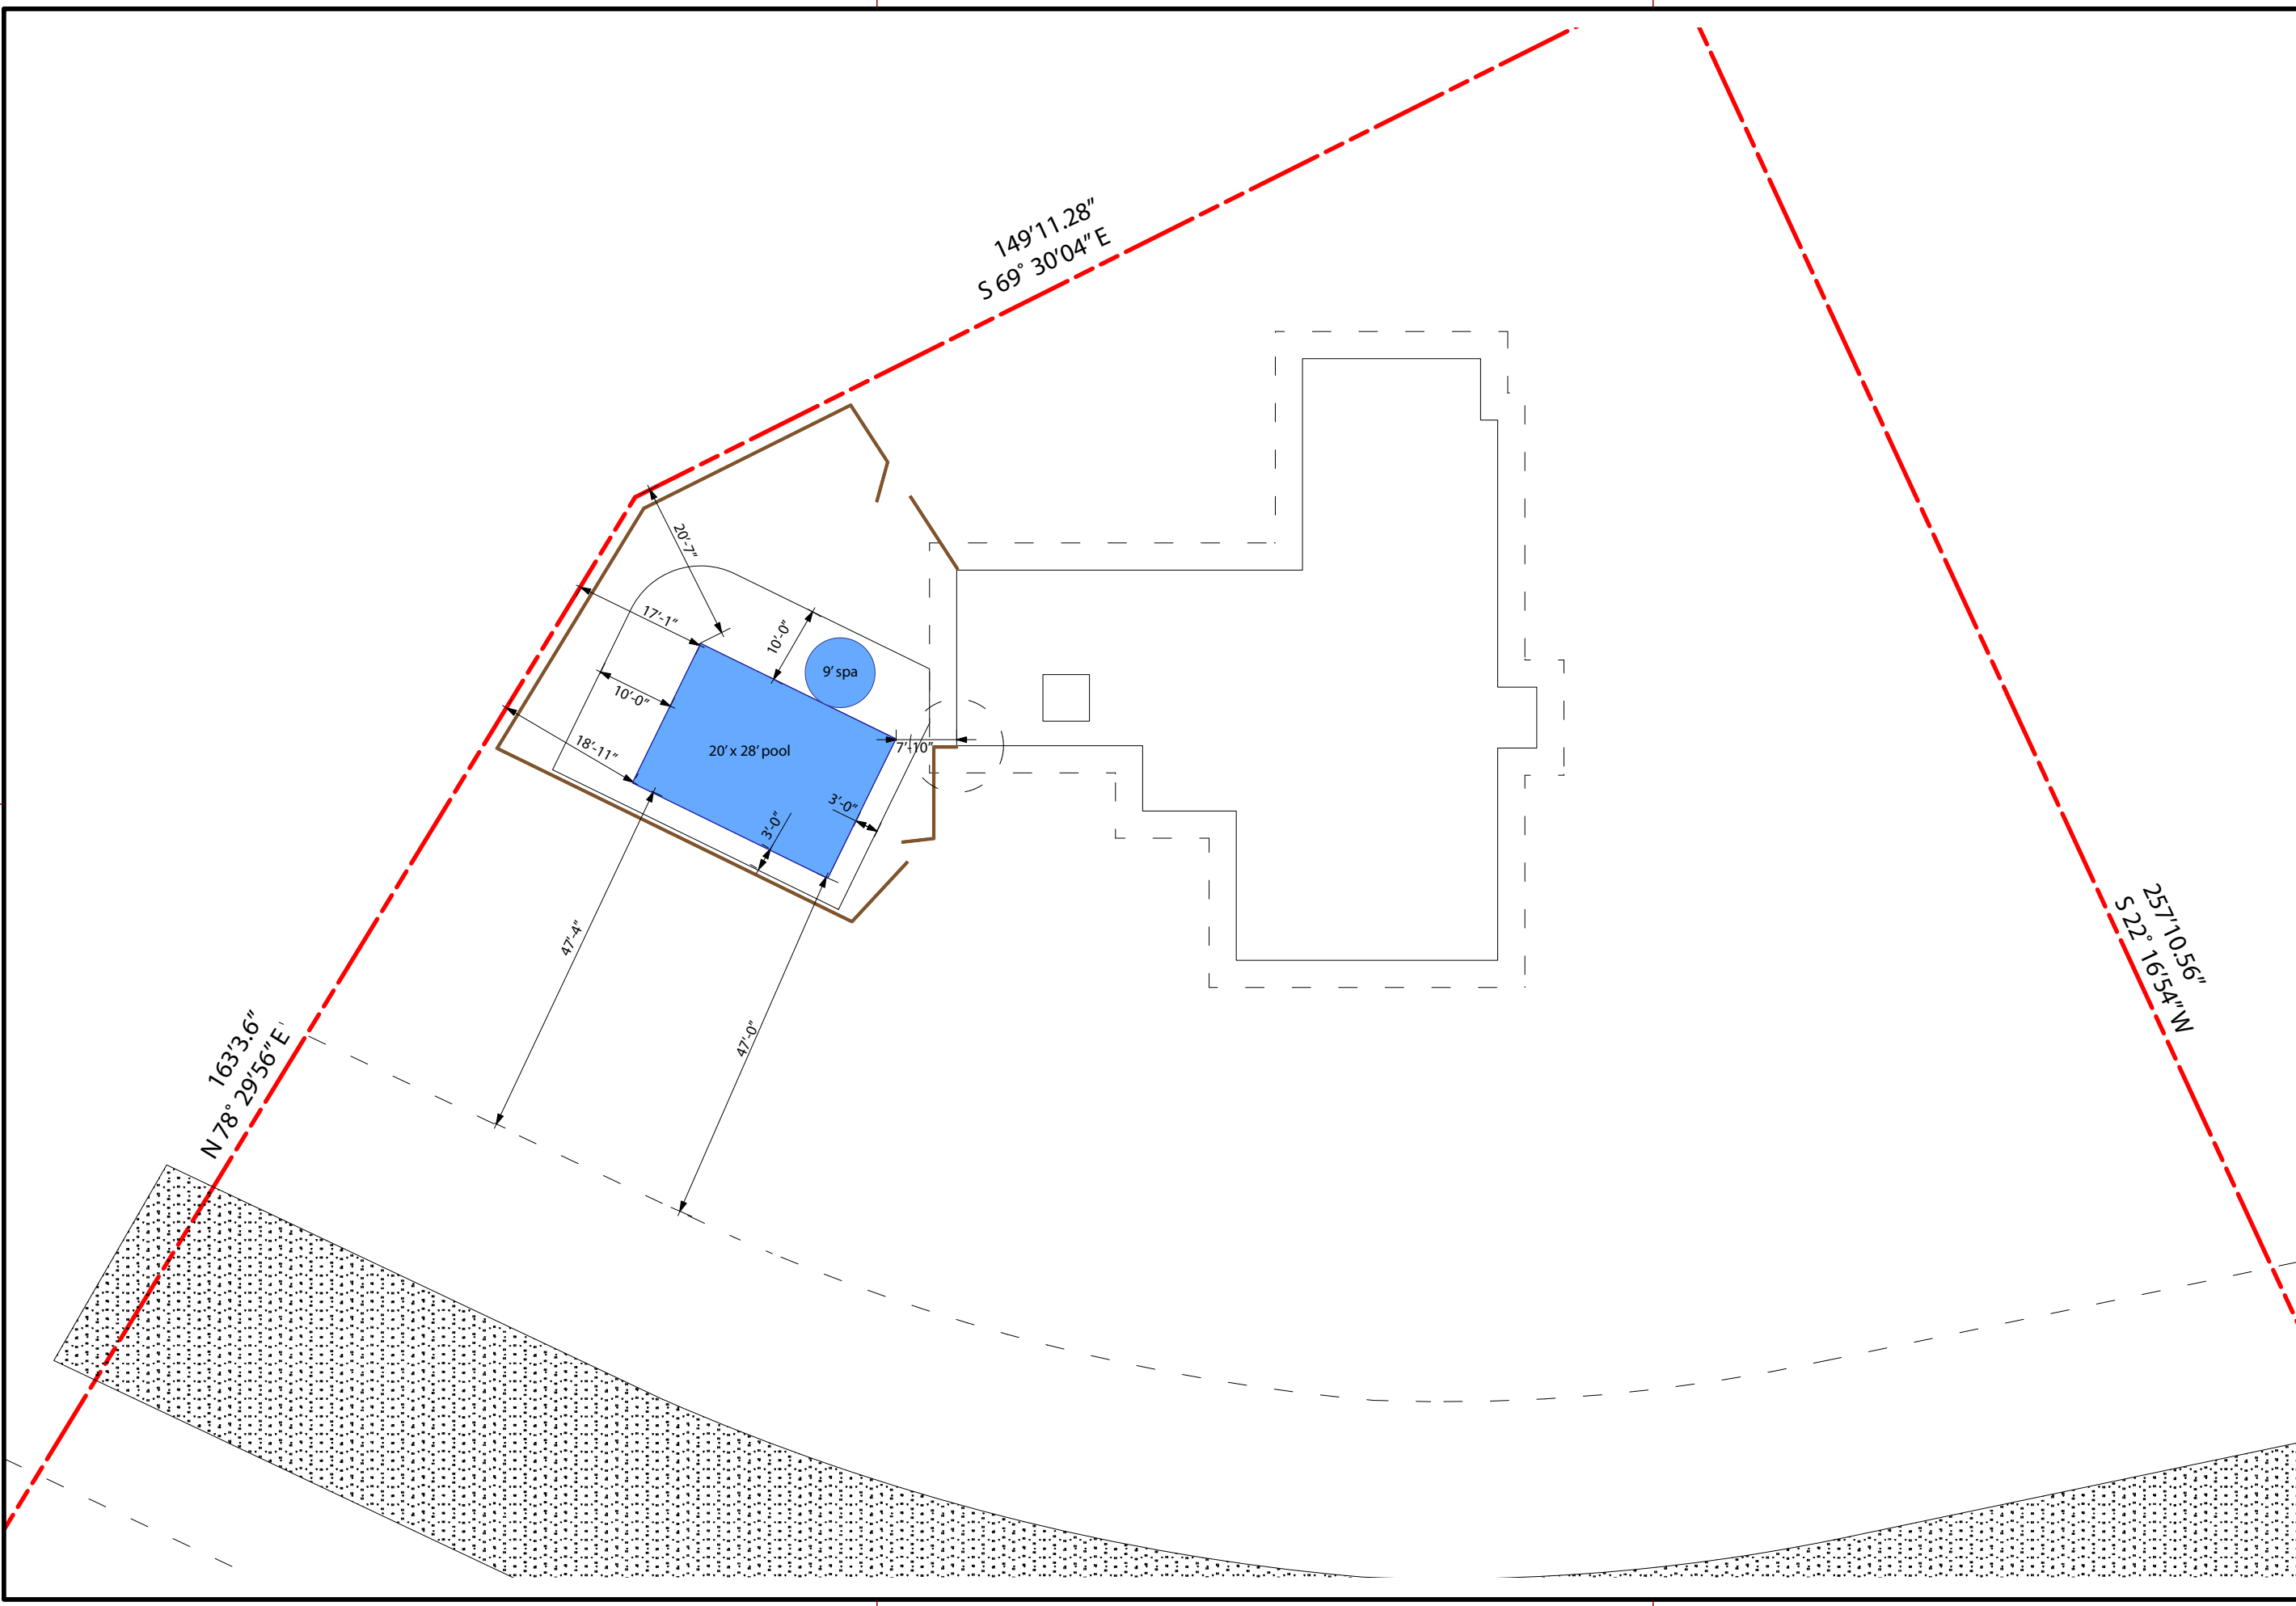 149’11.28”
S 69° 30’04” E
20’-7”
17’-1”
10’-0”
9’ spa
10’-0”
18’-11”
20’ x 28’ pool
7’-10”
3’-0”
3’-0”
47’-4”
47’-0”
257’10.56”
S 22° 16’54” W
163’3.6”
N 78° 29’56” E